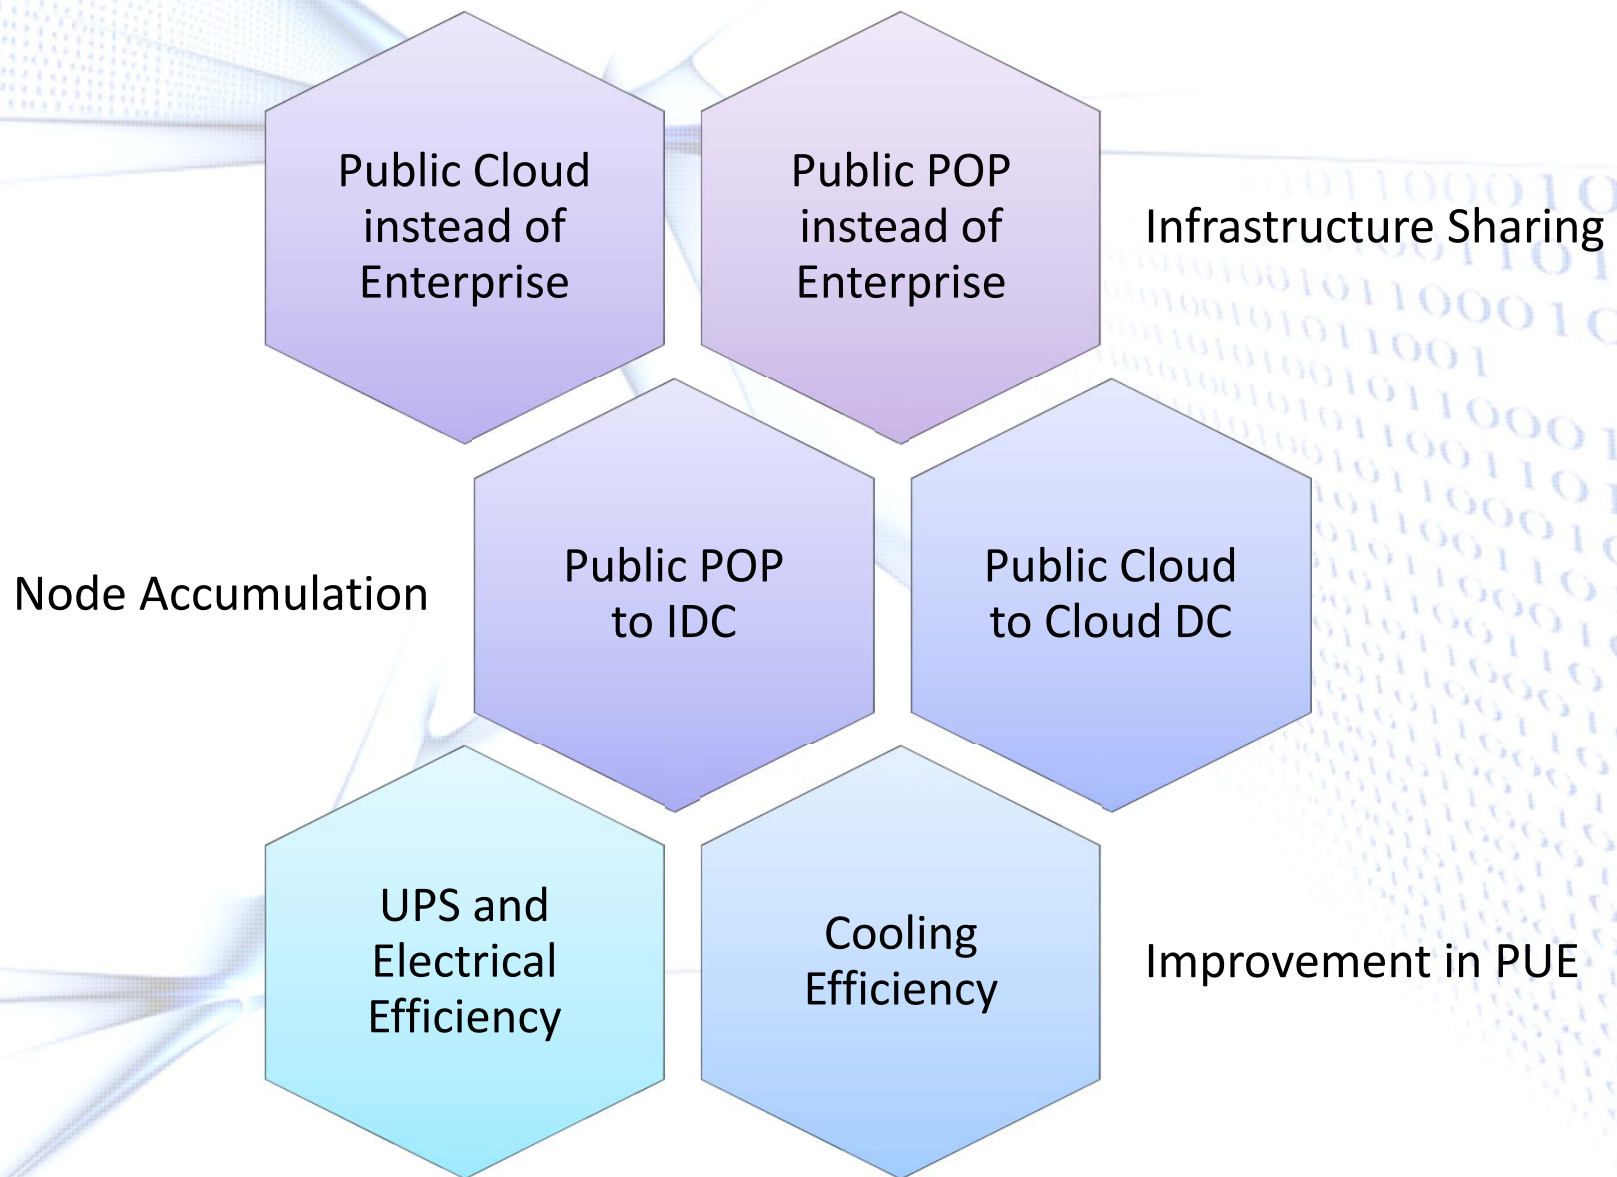 Public Cloud
instead of
Enterprise
Public POP
instead of
Enterprise
Infrastructure Sharing
Node Accumulation
Public POP
to IDC
Public Cloud
to Cloud DC
UPS and
Electrical
Efficiency
Cooling
Efficiency
Improvement in PUE